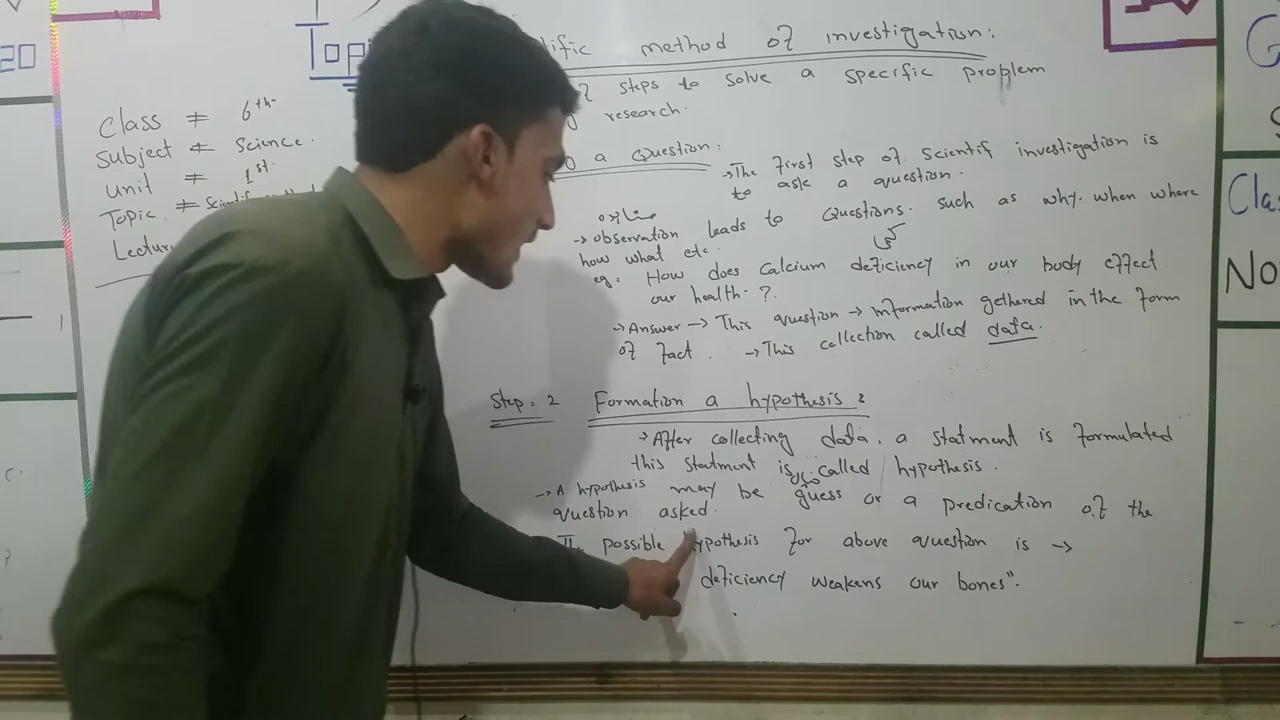 Topi
tific method of investigation:
steps to solve a specific problem
research.
Class = 6th
Subject = Science.
unit = 1st.
Topic. =
Lectur
a Question:
→The first step of Scientif investigation is
to ask a question.
مشاہدہ
→observation leads to Questions. such as why. when where
how what etc.
eg: How does calcium deficiency in our body effect
our health ?
→Answer → This question → information gethered in the form
of fact. →This collection called data.
Step: 2 Formation a hypothesis:
→After collecting data, a statment is formulated
this statment is called hypothesis.
→ A hypothesis may be guess or a predication of the
question asked.
possible hypothesis for above question is →
deficiency weakens our bones".
20
Cla
No